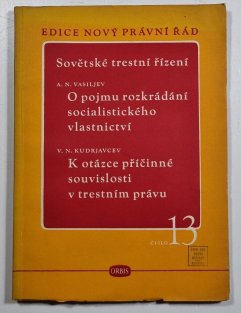 EDICE NOVÝ PRÁVNÍ ŘÁD
Sovětské trestní řízení
A. N. VASILJEV
O pojmu rozkrádání
socialistického
vlastnictví
V. N. KUDRJAVCEV
K otázce příčinné
souvislosti
v trestním právu
ČÍSLO 13
ORBIS